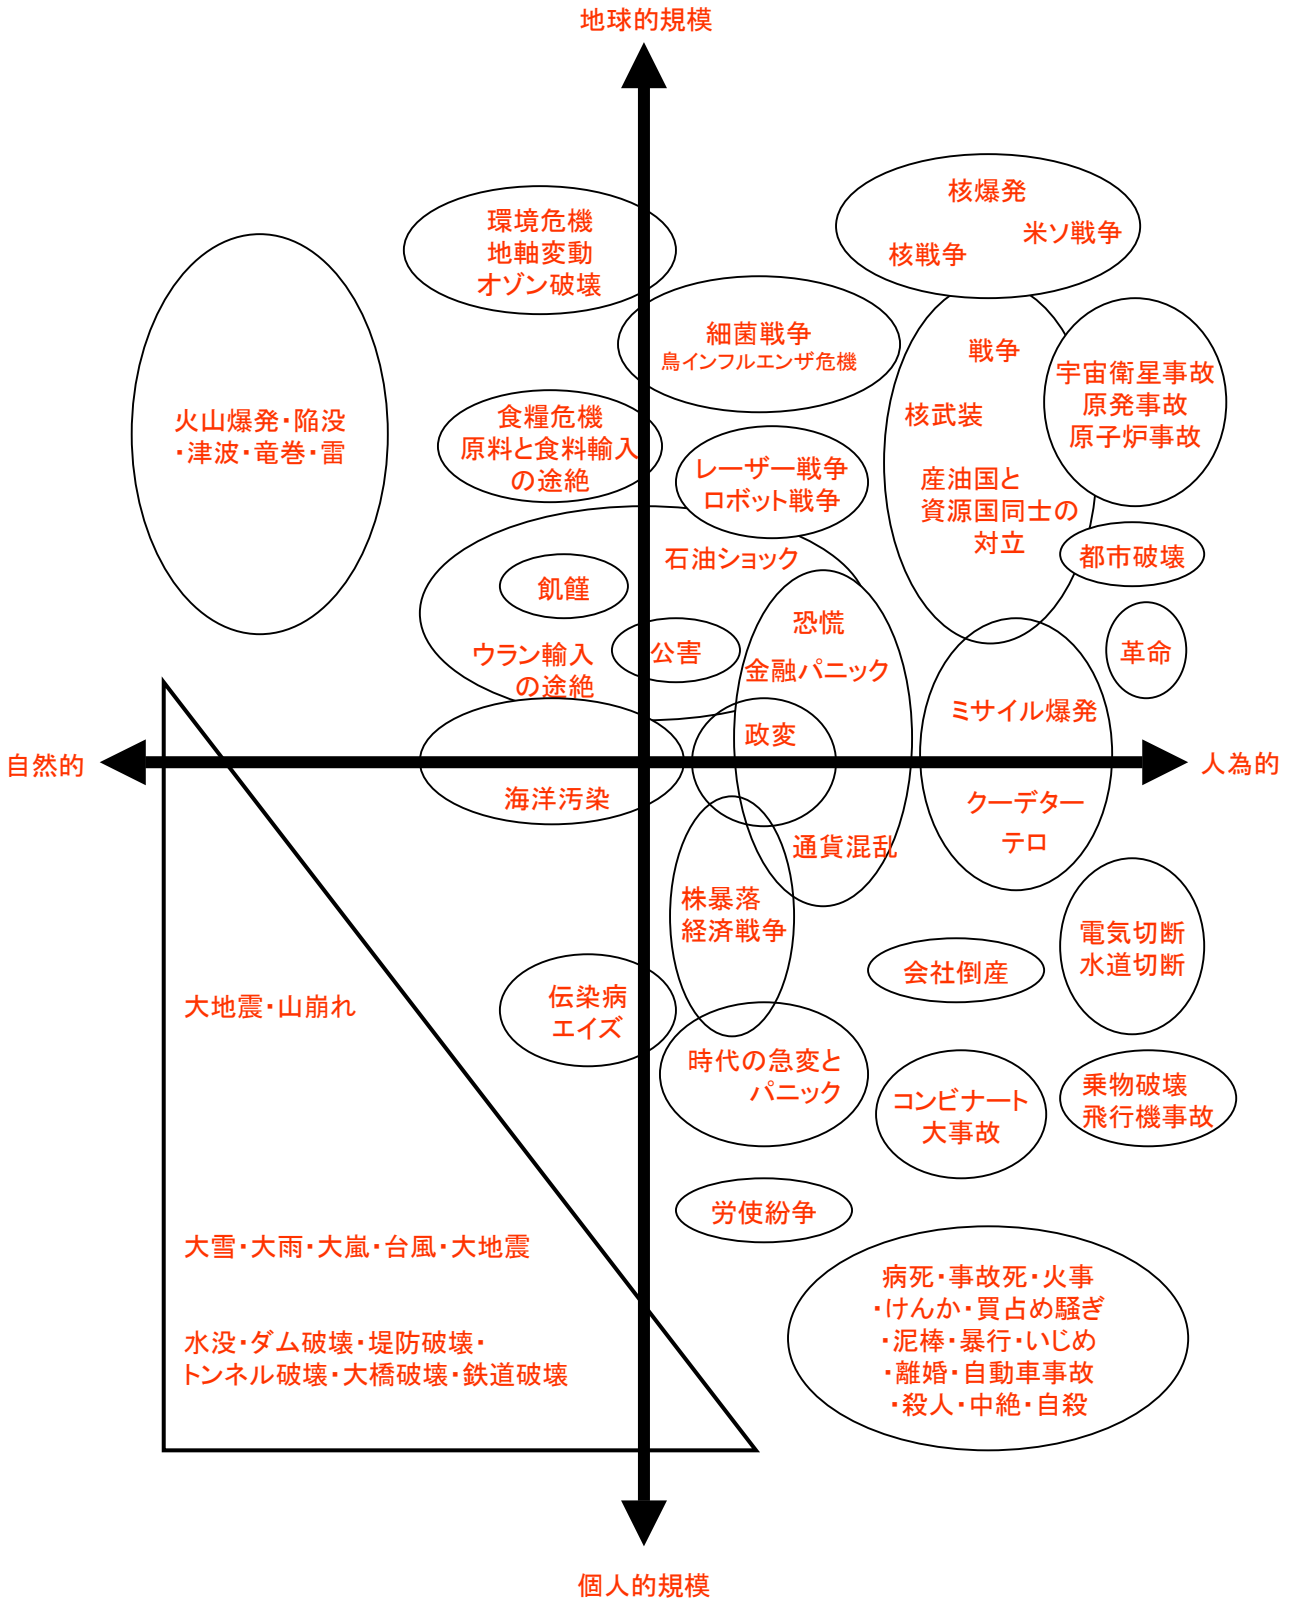 地球的規模
核爆発
米ソ戦争
核戦争
環境危機
地軸変動
オゾン破壊
細菌戦争
鳥インフルエンザ危機
戦争
宇宙衛星事故
原発事故
原子炉事故
核武装
火山爆発・陥没
・津波・竜巻・雷
食糧危機
原料と食料輸入
の途絶
レーザー戦争
ロボット戦争
産油国と
資源国同士の
対立
都市破壊
石油ショック
飢饉
恐慌
公害
ウラン輸入
の途絶
金融パニック
革命
ミサイル爆発
政変
自然的
人為的
海洋汚染
クーデター
テロ
通貨混乱
株暴落
経済戦争
電気切断
水道切断
会社倒産
大地震・山崩れ
伝染病
エイズ
時代の急変と
パニック
コンビナート
大事故
乗物破壊
飛行機事故
労使紛争
大雪・大雨・大嵐・台風・大地震
病死・事故死・火事
・けんか・買占め騒ぎ
・泥棒・暴行・いじめ
・離婚・自動車事故
・殺人・中絶・自殺
水没・ダム破壊・堤防破壊・
トンネル破壊・大橋破壊・鉄道破壊
個人的規模